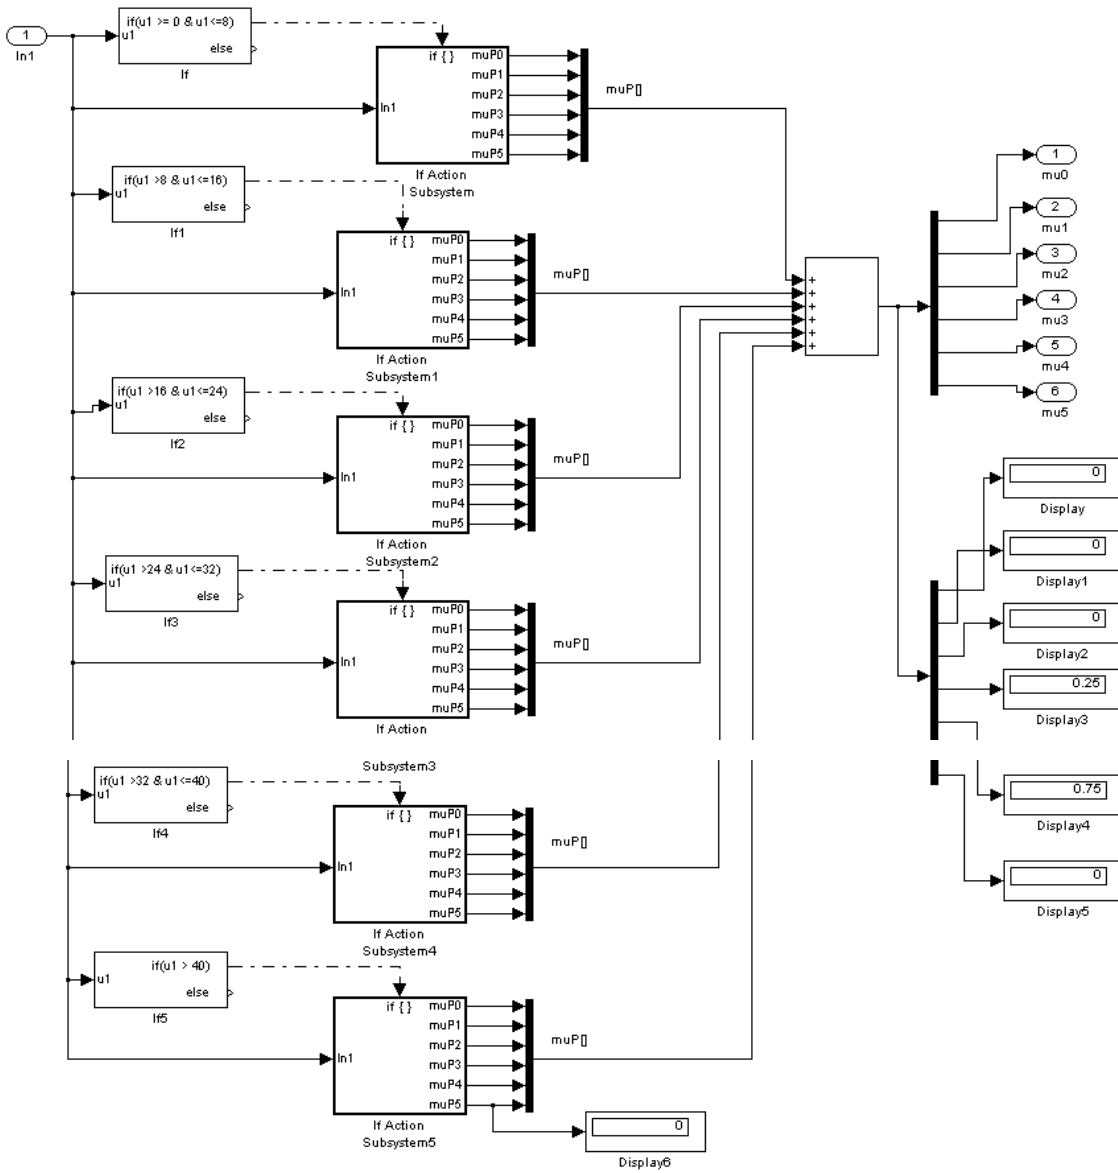 1
In1
if(u1 >= 0 & u1<=8)
u1
else
If
if { }
In1
muP0
muP1
muP2
muP3
muP4
muP5
If Action
Subsystem
muP[]
if(u1 >8 & u1<=16)
u1
else
If1
if { }
In1
muP0
muP1
muP2
muP3
muP4
muP5
If Action
Subsystem1
muP[]
if(u1 >16 & u1<=24)
u1
else
If2
if { }
In1
muP0
muP1
muP2
muP3
muP4
muP5
If Action
Subsystem2
muP[]
if(u1 >24 & u1<=32)
u1
else
If3
if { }
In1
muP0
muP1
muP2
muP3
muP4
muP5
If Action
Subsystem3
muP[]
if(u1 >32 & u1<=40)
u1
else
If4
if { }
In1
muP0
muP1
muP2
muP3
muP4
muP5
If Action
Subsystem4
muP[]
if(u1 > 40)
u1
else
If5
if { }
In1
muP0
muP1
muP2
muP3
muP4
muP5
If Action
Subsystem5
muP[]
0
Display6
+
+
+
+
+
+
1
mu0
2
mu1
3
mu2
4
mu3
5
mu4
6
mu5
0
Display
0
Display1
0
Display2
0.25
Display3
0.75
Display4
0
Display5